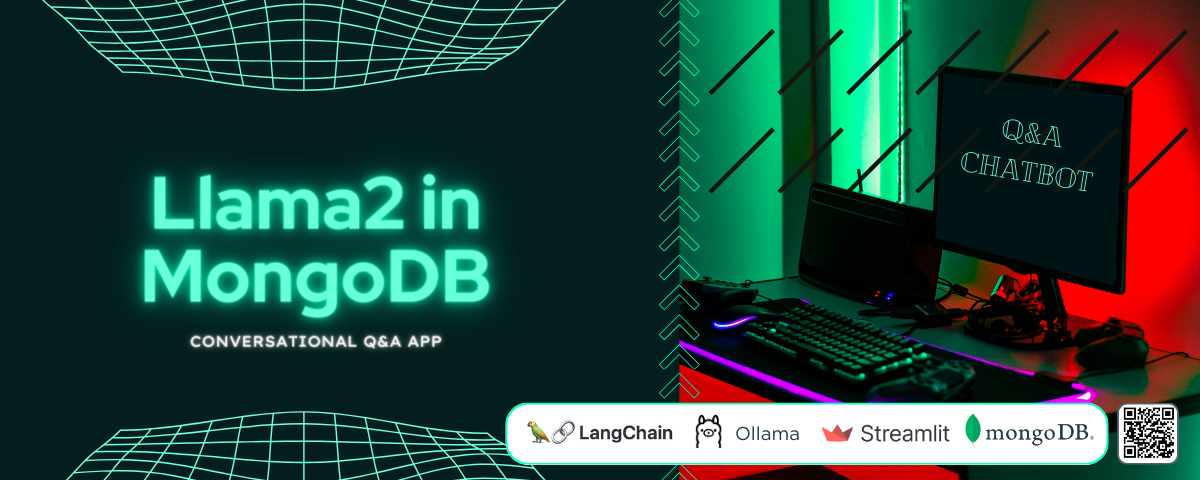 Llama2 in
MongoDB
CONVERSATIONAL Q&A APP
Q&A
CHATBOT
LangChain
Ollama
Streamlit
mongoDB®